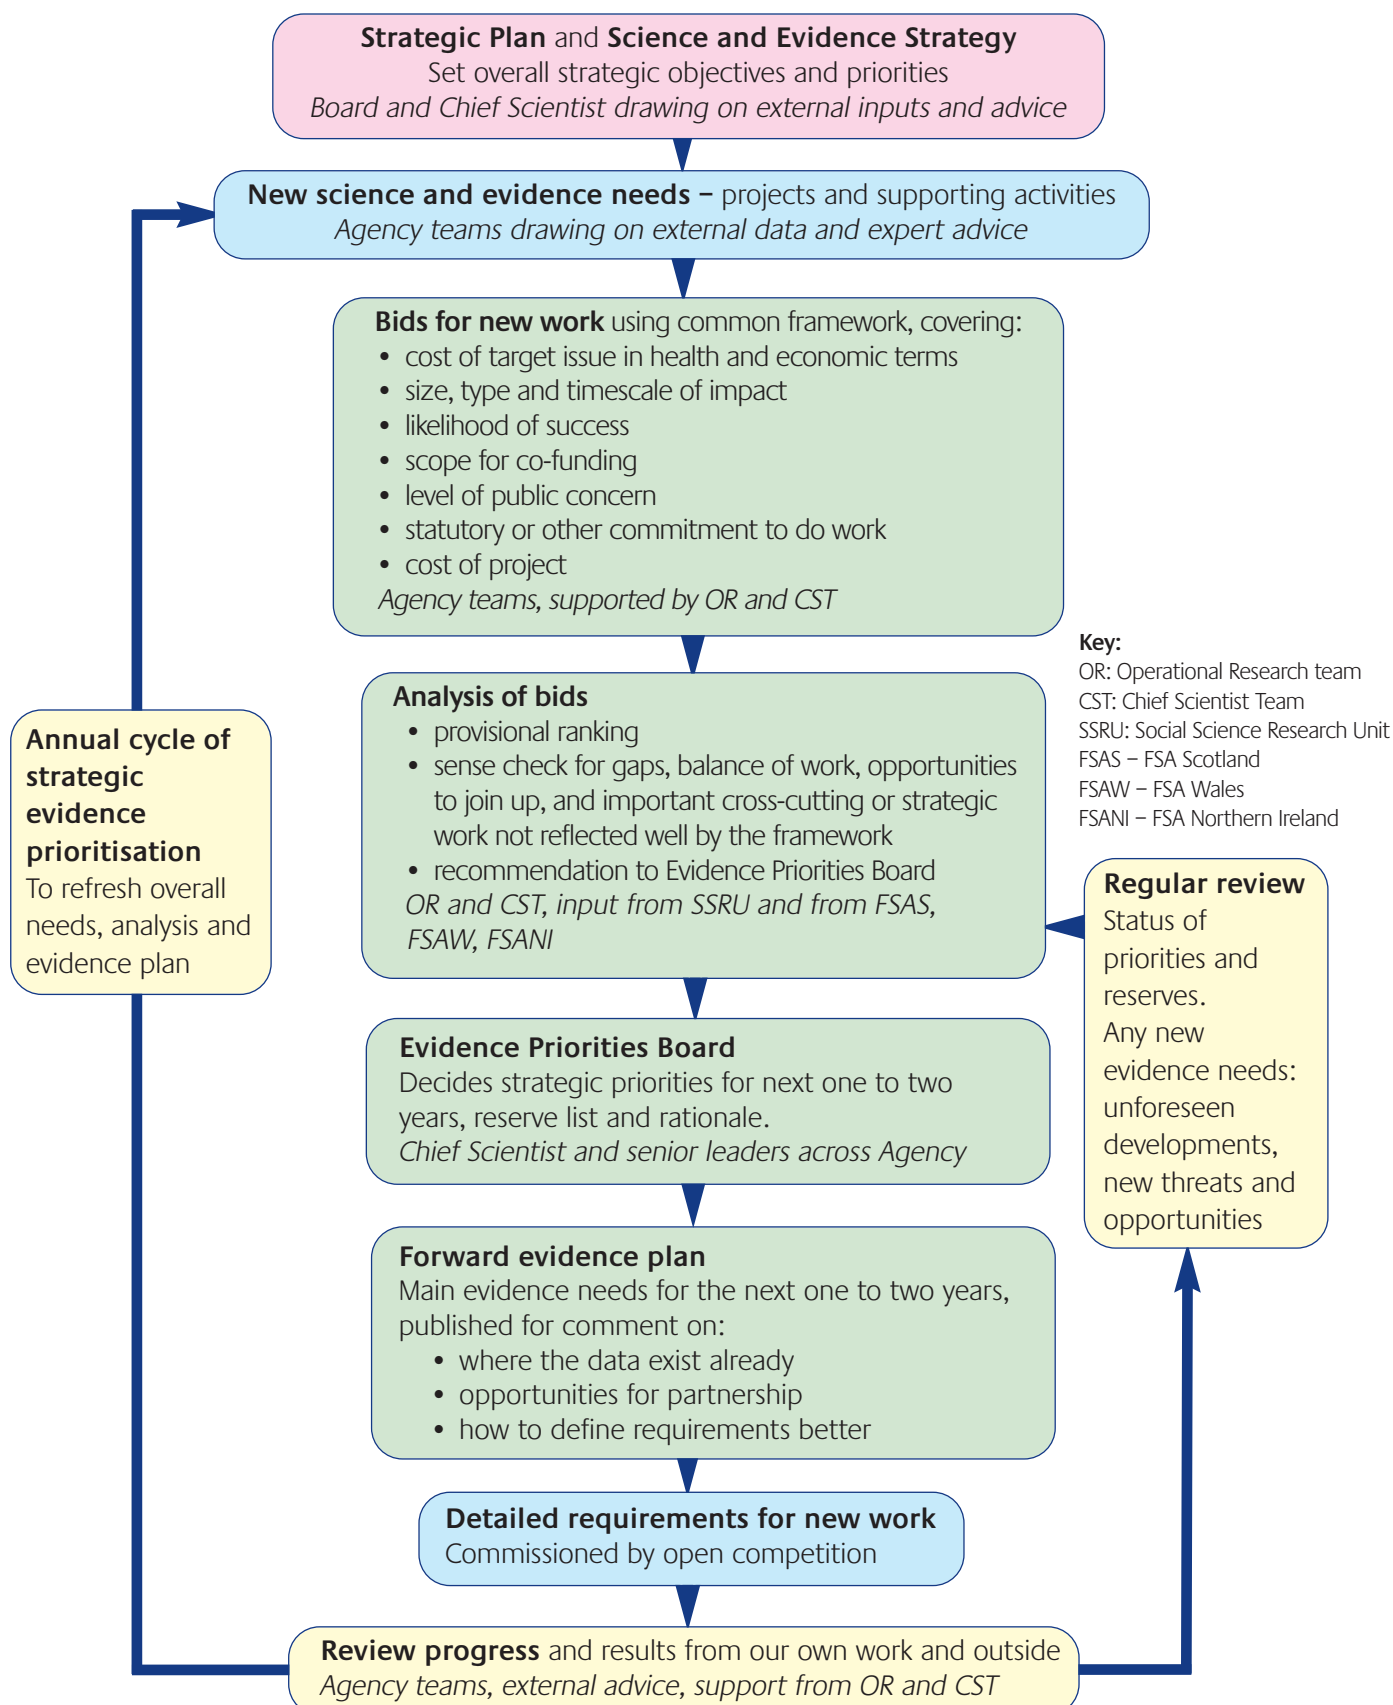 Strategic Plan and Science and Evidence Strategy
Set overall strategic objectives and priorities
Board and Chief Scientist drawing on external inputs and advice
New science and evidence needs – projects and supporting activities
Agency teams drawing on external data and expert advice
Bids for new work using common framework, covering:
• cost of target issue in health and economic terms
• size, type and timescale of impact
• likelihood of success
• scope for co-funding
• level of public concern
• statutory or other commitment to do work
• cost of project
Agency teams, supported by OR and CST
Key:
OR: Operational Research team
CST: Chief Scientist Team
SSRU: Social Science Research Unit
FSAS – FSA Scotland
FSAW – FSA Wales
FSANI – FSA Northern Ireland
Analysis of bids
• provisional ranking
• sense check for gaps, balance of work, opportunities
to join up, and important cross-cutting or strategic
work not reflected well by the framework
• recommendation to Evidence Priorities Board
OR and CST, input from SSRU and from FSAS,
FSAW, FSANI
Annual cycle of
strategic
evidence
prioritisation
To refresh overall
needs, analysis and
evidence plan
Regular review
Status of
priorities and
reserves.
Any new
evidence needs:
unforeseen
developments,
new threats and
opportunities
Evidence Priorities Board
Decides strategic priorities for next one to two
years, reserve list and rationale.
Chief Scientist and senior leaders across Agency
Forward evidence plan
Main evidence needs for the next one to two years,
published for comment on:
• where the data exist already
• opportunities for partnership
• how to define requirements better
Detailed requirements for new work
Commissioned by open competition
Review progress and results from our own work and outside
Agency teams, external advice, support from OR and CST